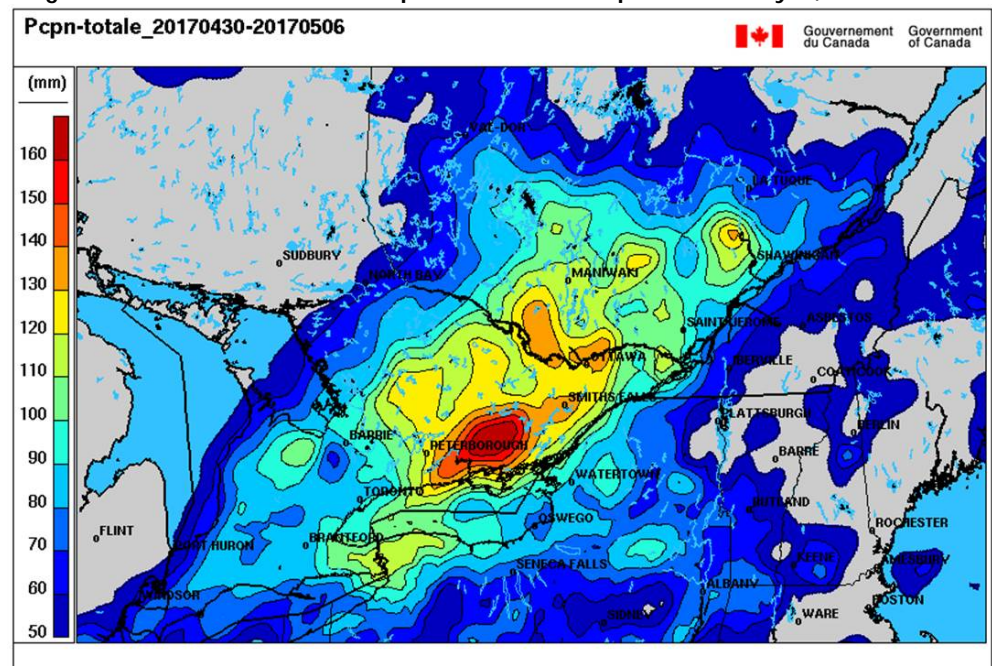 Pcpn-totale_20170430-20170506
Gouvernement du Canada
Government of Canada
(mm)
160
150
140
130
120
110
100
90
80
70
60
50
VAL-DOR
LA TUQUE
SUDBURY
NORTH BAY
MANIWAKI
SHAWINIGAN
SAINT-JEROME
ASBESTOS
OTTAWA
IBERVILLE
COATICOOK
SMITHS FALLS
PLATTSBURGH
BERLIN
BARRIE
PETERBOROUGH
BARRE
WATERTOWN
TORONTO
RUTLAND
OSWEGO
ROCHESTER
FLINT
BRANTFORD
PORT HURON
SENECA FALLS
KEENE
AMESBURY
WINDSOR
ALBANY
SIDNEY
WARE
BOSTON